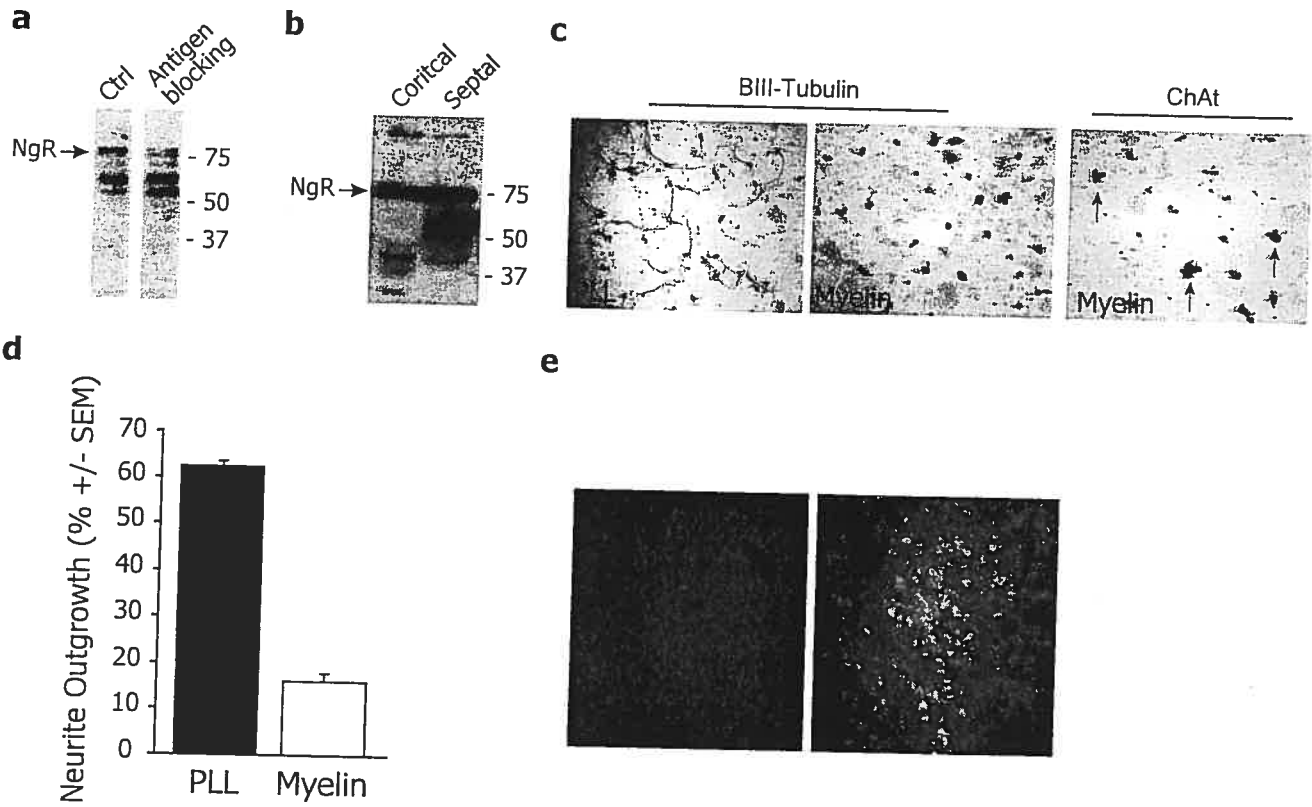 a
Ctrl
Antigen
blocking
NgR
- 75
- 50
- 37
b
Coritcal
Septal
NgR
- 75
- 50
- 37
c
BIII-Tubulin
ChAt
Myelin
Myelin
d
Neurite Outgrowth (% +/- SEM)
70
60
50
40
30
20
10
0
PLL
Myelin
e